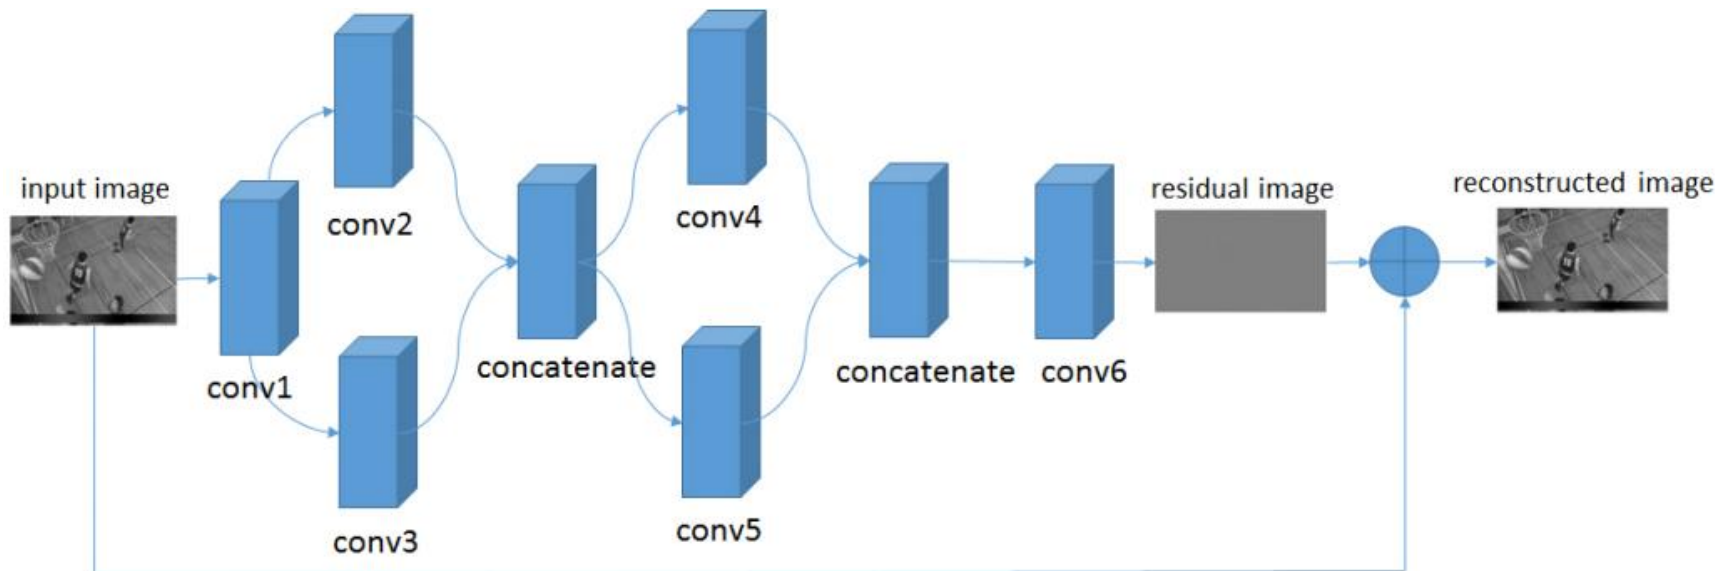 input image
conv1
conv2
conv3
concatenate
conv4
conv5
concatenate
conv6
residual image
reconstructed image